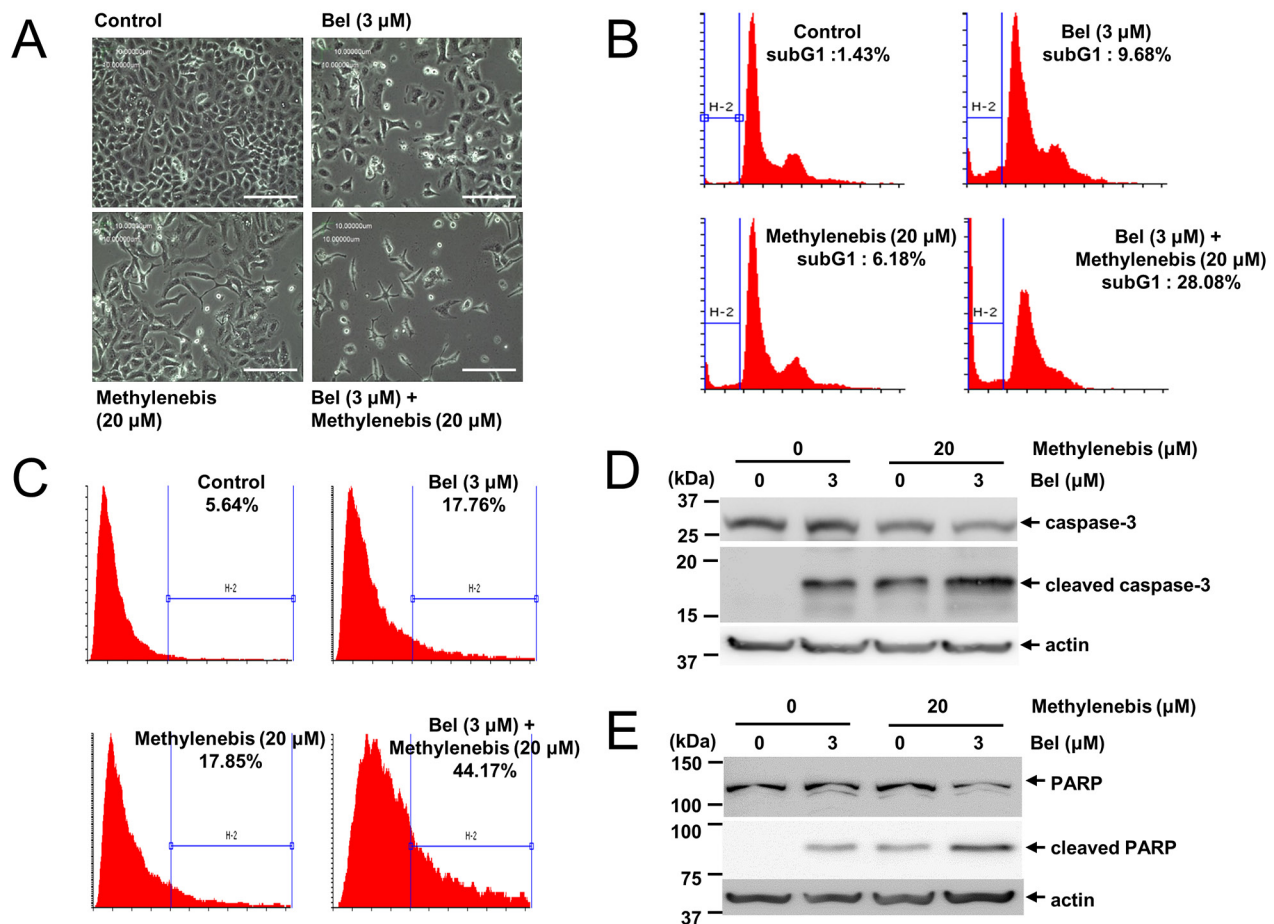 A
Control
Bel (3 µM)
10.00000um
10.00000um
10.00000um
10.00000um
10.00000um
10.00000um
10.00000um
10.00000um
Methylenebis
(20 µM)
Bel (3 µM) +
Methylenebis (20 µM)
B
Control
subG1 :1.43%
H-2
Bel (3 µM)
subG1 : 9.68%
H-2
Methylenebis (20 µM)
subG1 : 6.18%
H-2
Bel (3 µM) +
Methylenebis (20 µM)
subG1 : 28.08%
H-2
C
Control
5.64%
H-2
Bel (3 µM)
17.76%
H-2
Methylenebis (20 µM)
17.85%
H-2
Bel (3 µM) +
Methylenebis (20 µM)
44.17%
H-2
D
0 20 Methylenebis (µM)
(kDa) 0 3 0 3 Bel (µM)
37
caspase-3
25
20
cleaved caspase-3
15
actin
37
E
0 20 Methylenebis (µM)
(kDa) 0 3 0 3 Bel (µM)
150
PARP
100
100
cleaved PARP
75
actin
37